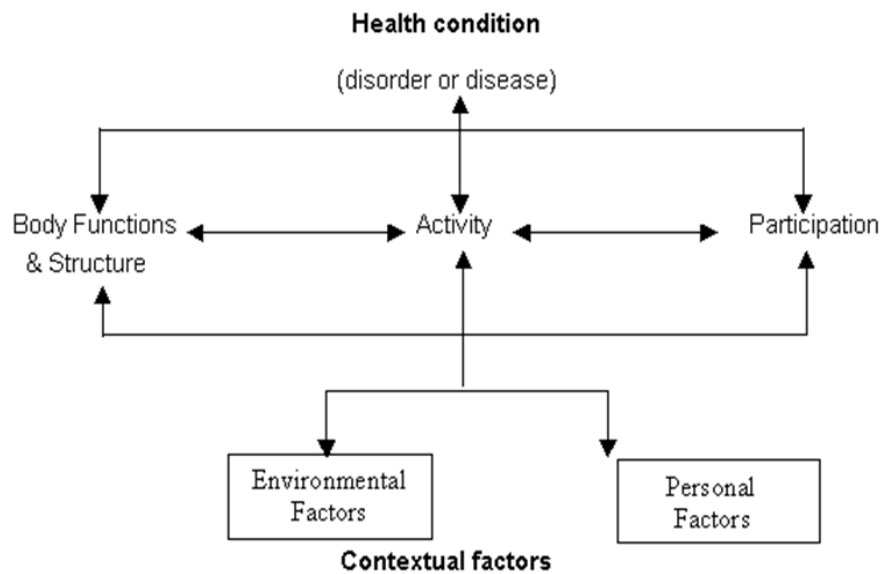 Health condition
(disorder or disease)
Body Functions
& Structure
Activity
Participation
Environmental
Factors
Personal
Factors
Contextual factors